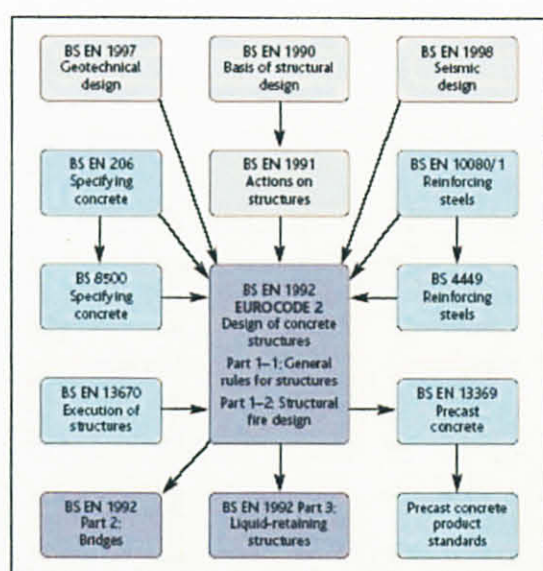 BS EN 1997
Geotechnical
design
BS EN 1990
Basis of structural
design
BS EN 1998
Seismic
design
BS EN 206
Specifying
concrete
BS EN 1991
Actions on
structures
BS EN 10080/1
Reinforcing
steels
BS 8500
Specifying
concrete
BS EN 1992
EUROCODE 2
Design of concrete
structures
Part 1–1: General
rules for structures
Part 1–2: Structural
fire design
BS 4449
Reinforcing
steels
BS EN 13670
Execution of
structures
BS EN 13369
Precast
concrete
BS EN 1992
Part 2:
Bridges
BS EN 1992 Part 3:
Liquid-retaining
structures
Precast concrete
product
standards